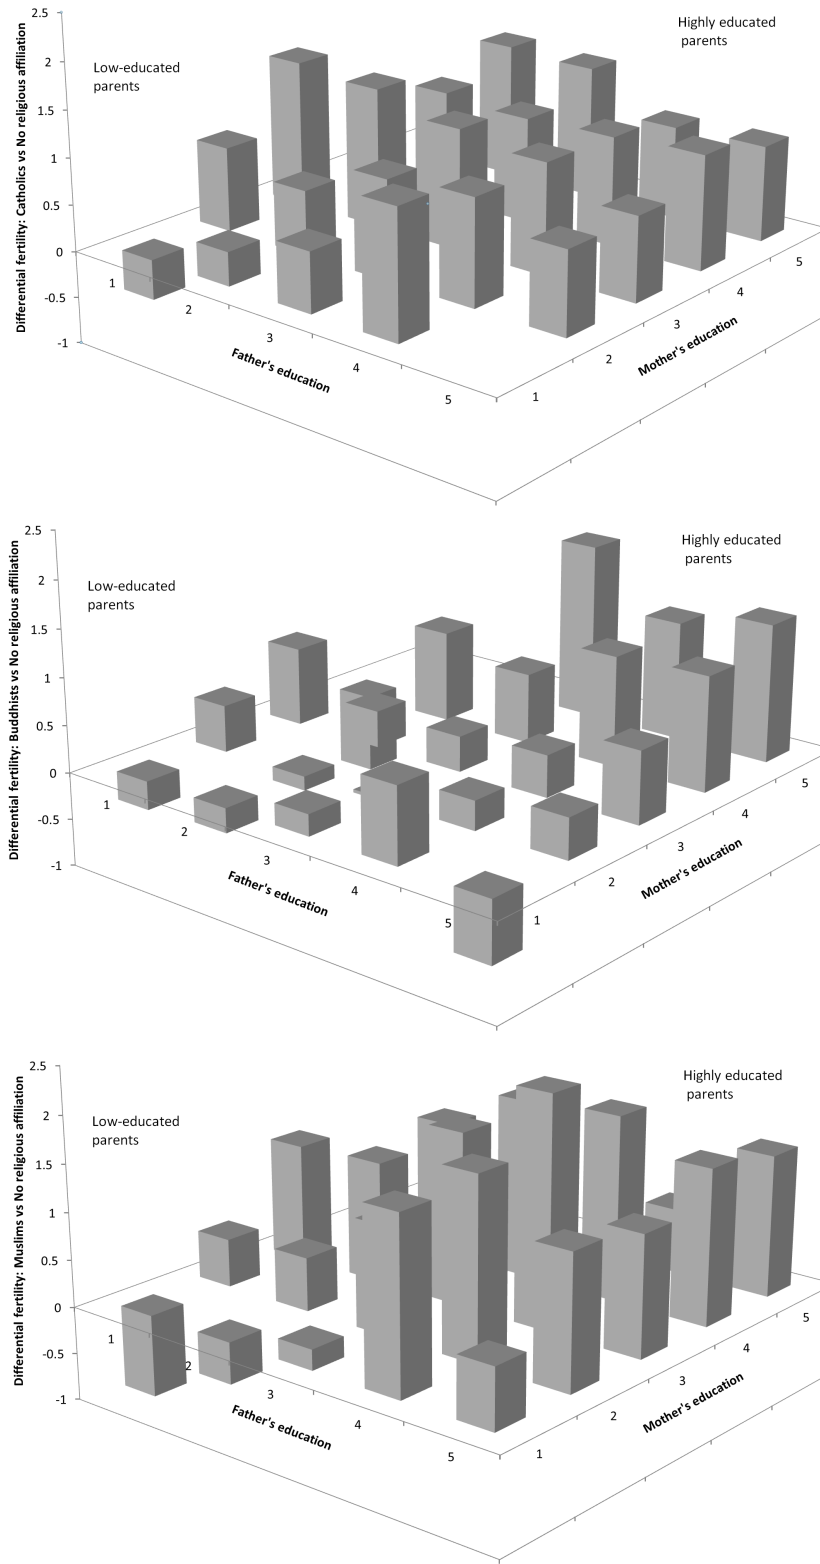 Differential fertility: Catholics vs No religious affiliation
2.5
2
1.5
1
0.5
0
-0.5
-1
Low-educated
parents
Highly educated
parents
1
2
3
4
5
Father's education
1
2
3
4
5
Mother's education
Differential fertility: Buddhists vs No religious affiliation
2.5
2
1.5
1
0.5
0
-0.5
-1
Low-educated
parents
Highly educated
parents
1
2
3
4
5
Father's education
1
2
3
4
5
Mother's education
Differential fertility: Muslims vs No religious affiliation
2.5
2
1.5
1
0.5
0
-0.5
-1
Low-educated
parents
Highly educated
parents
1
2
3
4
5
Father's education
1
2
3
4
5
Mother's education